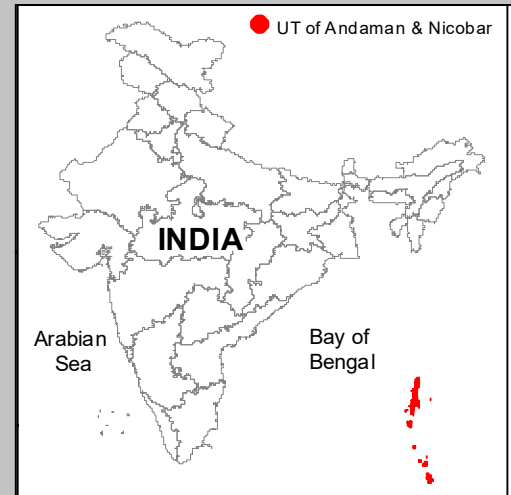 UT of Andaman & Nicobar
INDIA
Arabian
Sea
Bay of
Bengal